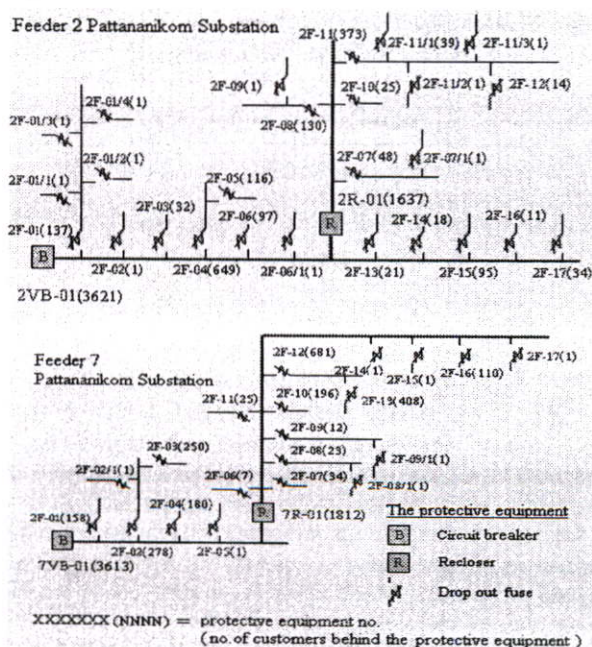 Feeder 2 Pattananikom Substation
2F-11(373)
2F-11/1(39)
2F-11/3(1)
2F-09(1)
2F-10(25)
2F-11/2(1)
2F-12(14)
2F-08(130)
2F-01/4(1)
2F-01/3(1)
2F-01/2(1)
2F-01/1(1)
2F-05(116)
2F-07(48)
2F-07/1(1)
2F-03(32)
2F-06(97)
2R-01(1637)
2F-01(137)
2F-14(18)
2F-16(11)
B
R
2F-02(1)
2F-04(649)
2F-06/1(1)
2F-13(21)
2F-15(95)
2F-17(34)
2VB-01(3621)
Feeder 7
Pattananikom Substation
2F-12(681)
2F-14(1)
2F-15(1)
2F-16(110)
2F-17(1)
2F-11(25)
2F-10(196)
2F-13(408)
2F-09(12)
2F-03(250)
2F-08(23)
2F-09/1(1)
2F-02/1(1)
2F-06(7)
2F-07(34)
2F-08/1(1)
2F-01(158)
2F-04(180)
R
7R-01(1812)
B
2F-02(278)
2F-05(1)
7VB-01(3613)
The protective equipment
B Circuit breaker
R Recloser
Drop out fuse
XXXXXXX (NNNN) = protective equipment no.
(no. of customers behind the protective equipment )